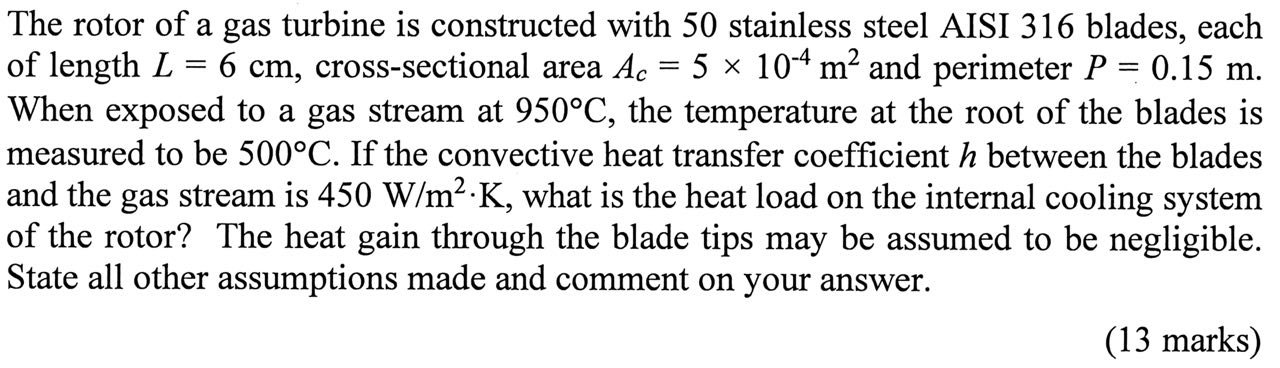 The rotor of a gas turbine is constructed with 50 stainless steel AISI 316 blades, each
of length L = 6 cm, cross-sectional area Ac = 5 × 10⁻⁴ m² and perimeter P = 0.15 m.
When exposed to a gas stream at 950°C, the temperature at the root of the blades is
measured to be 500°C. If the convective heat transfer coefficient h between the blades
and the gas stream is 450 W/m²·K, what is the heat load on the internal cooling system
of the rotor? The heat gain through the blade tips may be assumed to be negligible.
State all other assumptions made and comment on your answer.
(13 marks)